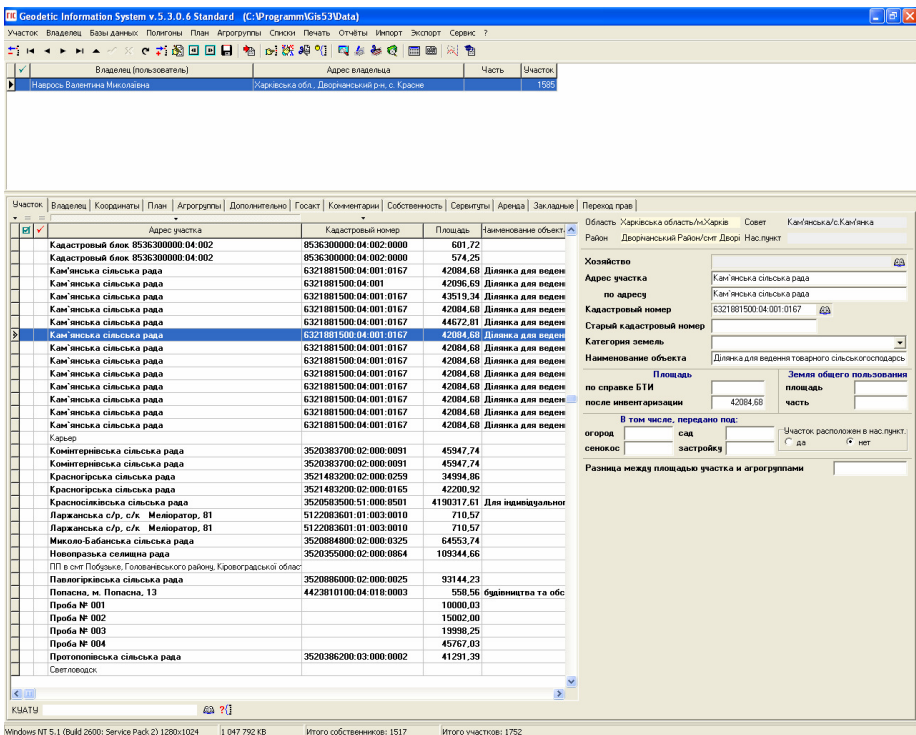 Geodetic Information System v.5.3.0.6 Standard (C:\Programm\Gis53\Data)
Участок Владелец Базы данных Полигоны План Агрогруппы Списки Печать Отчёты Импорт Экспорт Сервис ?
Владелец (пользователь) Адрес владельца Часть Участок
Наврось Валентина Миколаївна Харківська обл., Дворічанський р-н, с. Красне 1585
Участок Владелец Координаты План Агрогруппы Дополнительно Госакт Комментарии Собственность Сервитуты Аренда Закладные Переход прав
Адрес участка Кадастровый номер Площадь Наименование объект
Кадастровый блок 8536300000:04:002 8536300000:04:002:0000 601,72
Кадастровый блок 8536300000:04:002 8536300000:04:002:0000 574,25
Кам'янська сільська рада 6321881500:04:001:0167 42084,68 Ділянка для веден
Кам'янська сільська рада 6321881500:04:001 42096,69 Ділянка для веден
Кам'янська сільська рада 6321881500:04:001:0167 43519,34 Ділянка для веден
Кам'янська сільська рада 6321881500:04:001:0167 42084,68 Ділянка для веден
Кам'янська сільська рада 6321881500:04:001:0167 44672,81 Ділянка для веден
Кам'янська сільська рада 6321881500:04:001:0167 42084,68 Ділянка для веден
Кам'янська сільська рада 6321881500:04:001:0167 42084,68 Ділянка для веден
Кам'янська сільська рада 6321881500:04:001:0167 42084,68 Ділянка для веден
Кам'янська сільська рада 6321881500:04:001:0167 42084,68 Ділянка для веден
Кам'янська сільська рада 6321881500:04:001:0167 42084,68 Ділянка для веден
Кам'янська сільська рада 6321881500:04:001:0167 42084,68 Ділянка для веден
Кам'янська сільська рада 6321881500:04:001:0167 42084,68 Ділянка для веден
Кам'янська сільська рада 6321881500:04:001:0167 42084,68 Ділянка для веден
Карьер
Комінтернівська сільська рада 3520383700:02:000:0091 45947,74
Комінтернівська сільська рада 3520383700:02:000:0091 45947,74
Красногірська сільська рада 3521483200:02:000:0259 34994,86
Красногірська сільська рада 3521483200:02:000:0165 42200,92
Красносілківська сільська рада 3520583500:51:000:8501 4190317,61 Для індивідуальног
Ларжанська с/р, с/к Меліоратор, 81 5122083601:01:003:0010 710,57
Ларжанська с/р, с/к Меліоратор, 81 5122083601:01:003:0010 710,57
Миколо-Бабанська сільська рада 3520884800:02:000:0325 64553,74
Новопразька селищна рада 3520355000:02:000:0864 109344,66
ПП в смт Побузьке, Голованівського району, Кіровоградської област
Павлогірківська сільська рада 3520886000:02:000:0025 93144,23
Попасна, м. Попасна, 13 4423810100:04:018:0003 558,56 будівництва та обс
Проба № 001 10000,03
Проба № 002 15002,00
Проба № 003 19998,25
Проба № 004 45767,03
Протопопівська сільська рада 3520386200:03:000:0002 41291,39
Светловодск
КУАТУ
Область Харківська область/м.Харків Совет Кам'янська/с.Кам'янка
Район Дворічанський Район/смт Дворі Нас.пункт
Хозяйство
Адрес участка Кам'янська сільська рада
по адресу Кам'янська сільська рада
Кадастровый номер 6321881500:04:001:0167
Старый кадастровый номер
Категория земель
Наименование объекта Ділянка для ведення товарного сільськогосподарсь
Площадь Земля общего пользования
по справке БТИ площадь
после инвентаризации 42084,68 часть
В том числе, передано под:
огород сад Участок расположен в нас.пункт.
сенокос застройку да нет
Разница между площадью участка и агрогруппами
Windows NT 5.1 (Build 2600: Service Pack 2) 1280x1024 1 047 792 KB Итого собственников: 1517 Итого участков: 1752